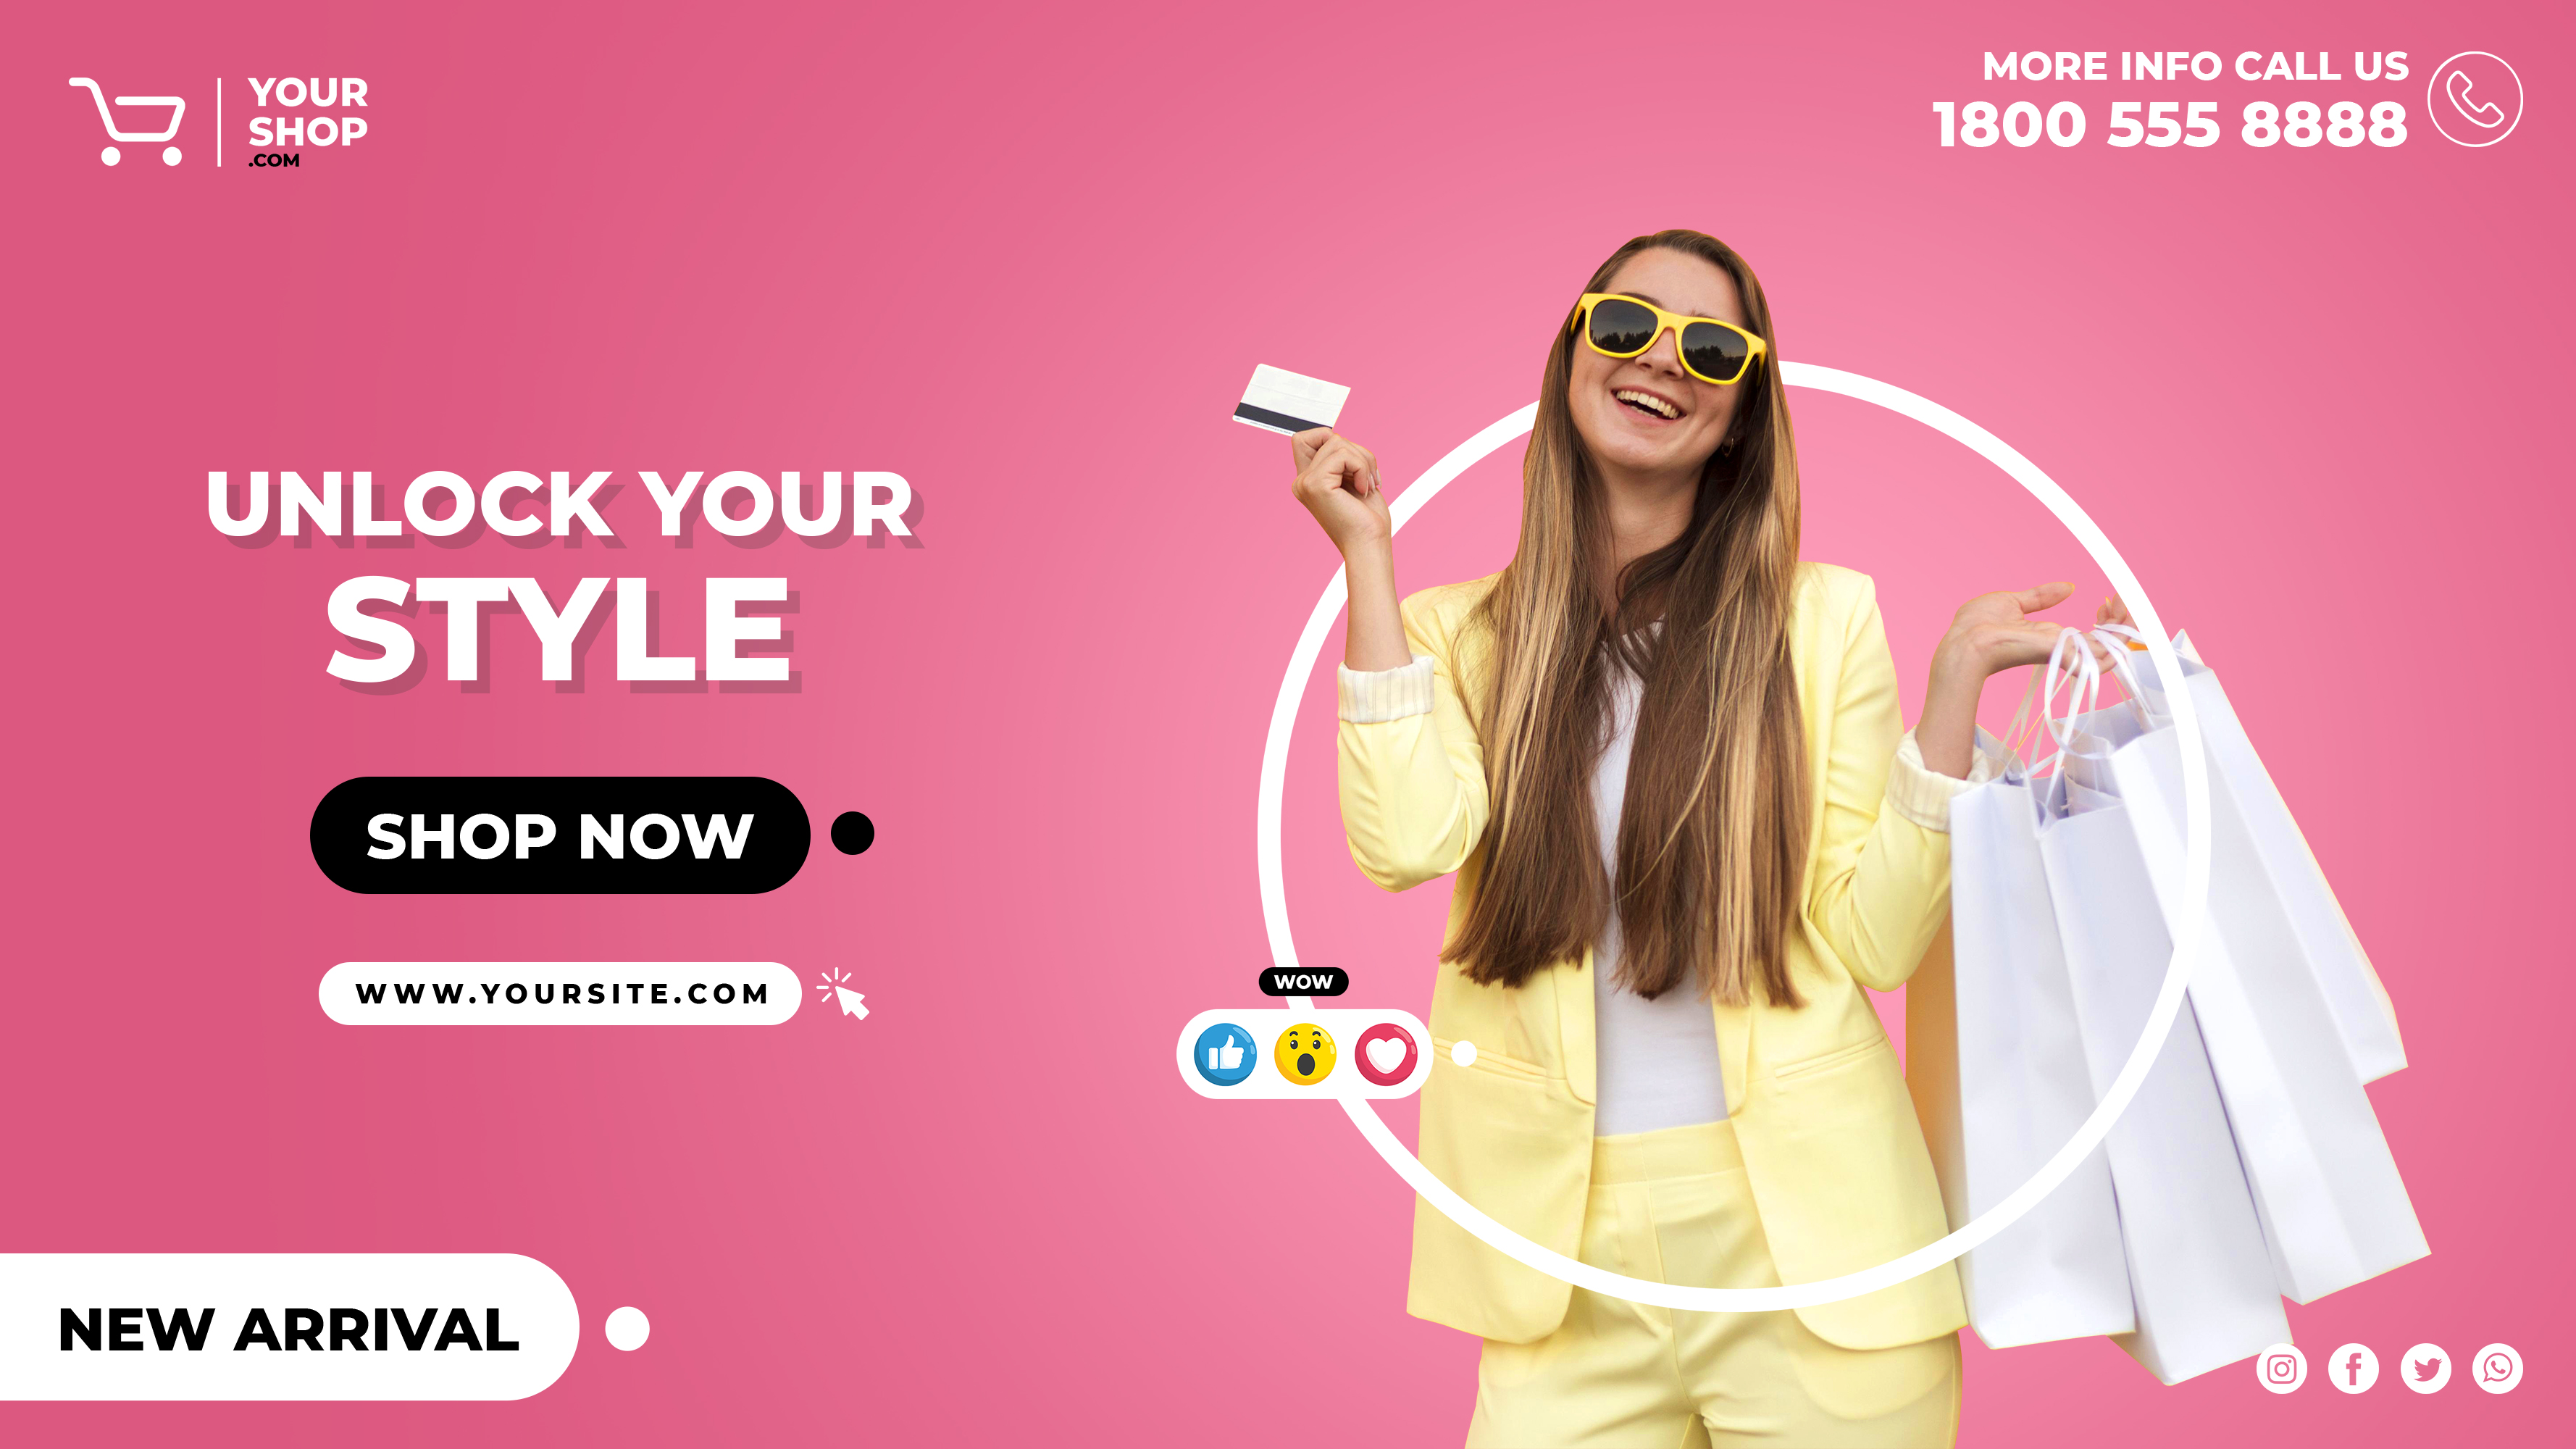 YOUR
SHOP
.COM
MORE INFO CALL US
1800 555 8888
UNLOCK YOUR
STYLE
SHOP NOW
WWW.YOURSITE.COM
WOW
NEW ARRIVAL